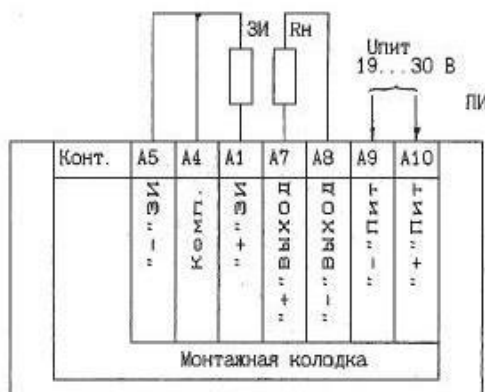 ЗИ Rн
Uпит
19...30 В
Конт. А5 А4 А1 А7 А8 А9 А10
"-"ЗИ
Комп.
"+"ЗИ
"+"ВЫХОД
"-"ВЫХОД
"-"Пит
"+"Пит
Монтажная колодка